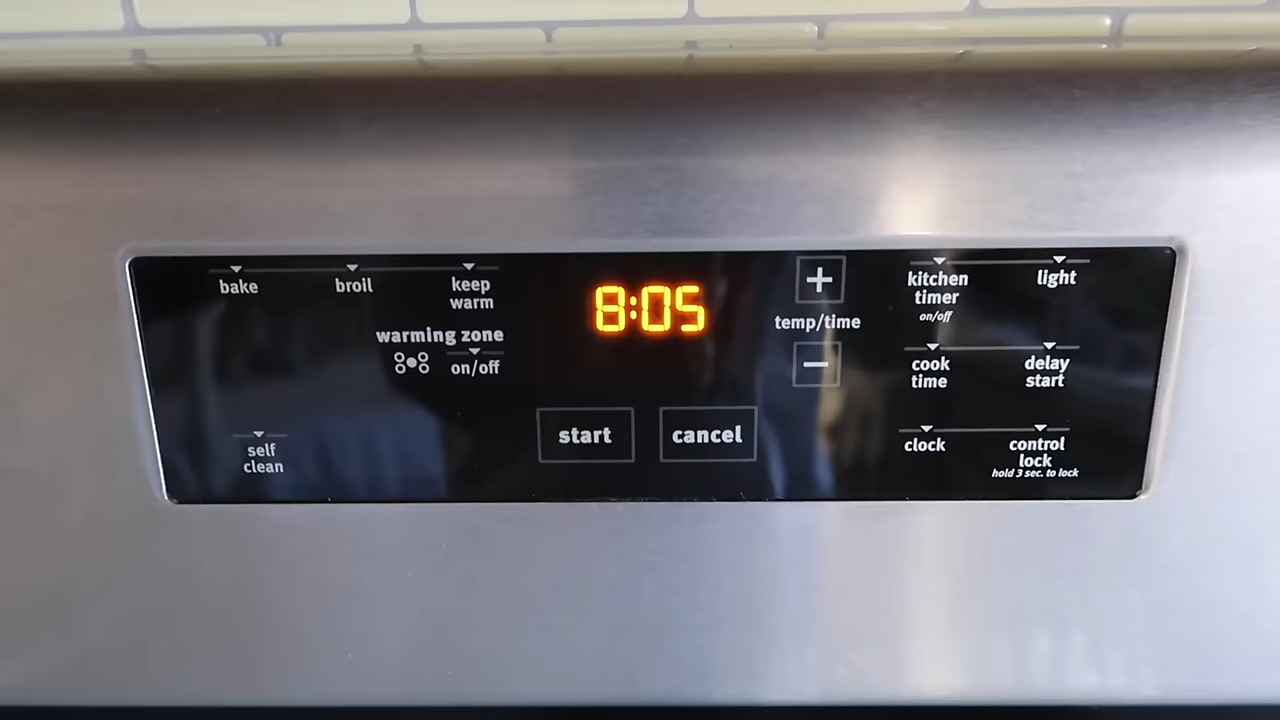 bake
broil
keep
warm
warming zone
on/off
self
clean
8:05
start
cancel
+
temp/time
−
kitchen
timer
on/off
light
cook
time
delay
start
clock
control
lock
hold 3 sec. to lock